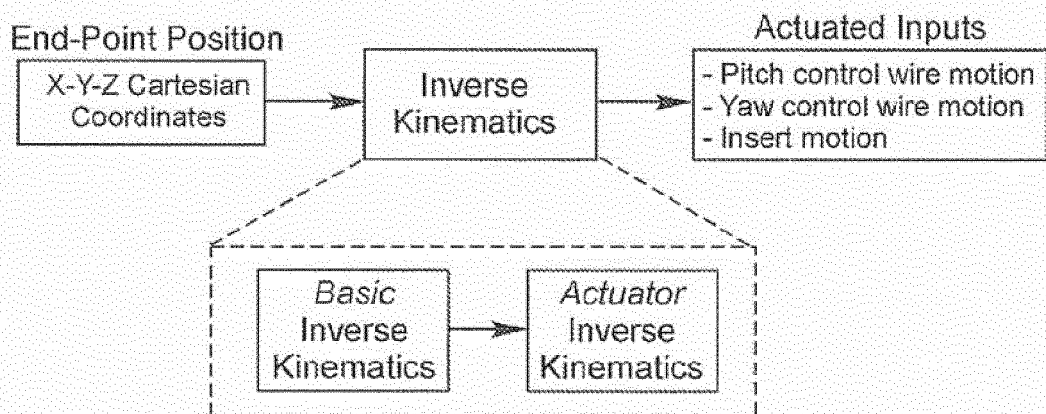 End-Point Position
X-Y-Z Cartesian
Coordinates
Inverse
Kinematics
Actuated Inputs
- Pitch control wire motion
- Yaw control wire motion
- Insert motion
Basic
Inverse
Kinematics
Actuator
Inverse
Kinematics